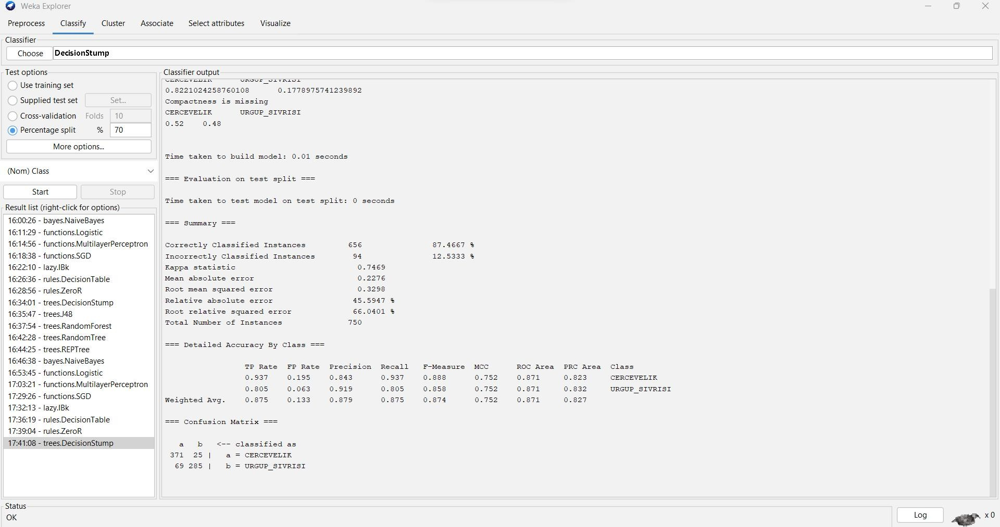 Weka Explorer
Preprocess Classify Cluster Associate Select attributes Visualize
Classifier
Choose DecisionStump
Test options
Use training set
Supplied test set Set...
Cross-validation Folds 10
Percentage split % 70
More options...
(Nom) Class
Start Stop
Result list (right-click for options)
16:00:26 - bayes.NaiveBayes
16:11:29 - functions.Logistic
16:14:56 - functions.MultilayerPerceptron
16:18:38 - functions.SGD
16:22:10 - lazy.IBk
16:26:36 - rules.DecisionTable
16:28:56 - rules.ZeroR
16:34:01 - trees.DecisionStump
16:35:47 - trees.J48
16:37:54 - trees.RandomForest
16:42:28 - trees.RandomTree
16:44:25 - trees.REPTree
16:46:38 - bayes.NaiveBayes
16:53:45 - functions.Logistic
17:03:21 - functions.MultilayerPerceptron
17:29:26 - functions.SGD
17:32:13 - lazy.IBk
17:36:19 - rules.DecisionTable
17:39:04 - rules.ZeroR
17:41:08 - trees.DecisionStump
Classifier output
CERCEVELIK URGUP_SIVRISI
0.8221024258760108 0.1778975741239892
Compactness is missing
CERCEVELIK URGUP_SIVRISI
0.52 0.48
Time taken to build model: 0.01 seconds
=== Evaluation on test split ===
Time taken to test model on test split: 0 seconds
=== Summary ===
Correctly Classified Instances 656 87.4667 %
Incorrectly Classified Instances 94 12.5333 %
Kappa statistic 0.7469
Mean absolute error 0.2276
Root mean squared error 0.3298
Relative absolute error 45.5947 %
Root relative squared error 66.0401 %
Total Number of Instances 750
=== Detailed Accuracy By Class ===
TP Rate FP Rate Precision Recall F-Measure MCC ROC Area PRC Area Class
0.937 0.195 0.843 0.937 0.888 0.752 0.871 0.823 CERCEVELIK
0.805 0.063 0.919 0.805 0.858 0.752 0.871 0.832 URGUP_SIVRISI
Weighted Avg. 0.875 0.133 0.879 0.875 0.874 0.752 0.871 0.827
=== Confusion Matrix ===
a b <-- classified as
371 25 | a = CERCEVELIK
69 285 | b = URGUP_SIVRISI
Status
OK
Log
x 0